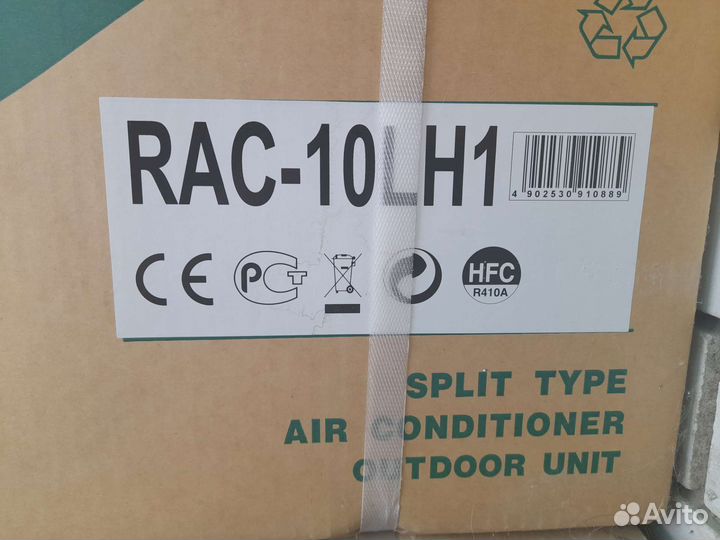 RAC-10LH1
4 902530 910889
CE PCT HFC
R410A
SPLIT TYPE
AIR CONDITIONER
OUTDOOR UNIT
Avito